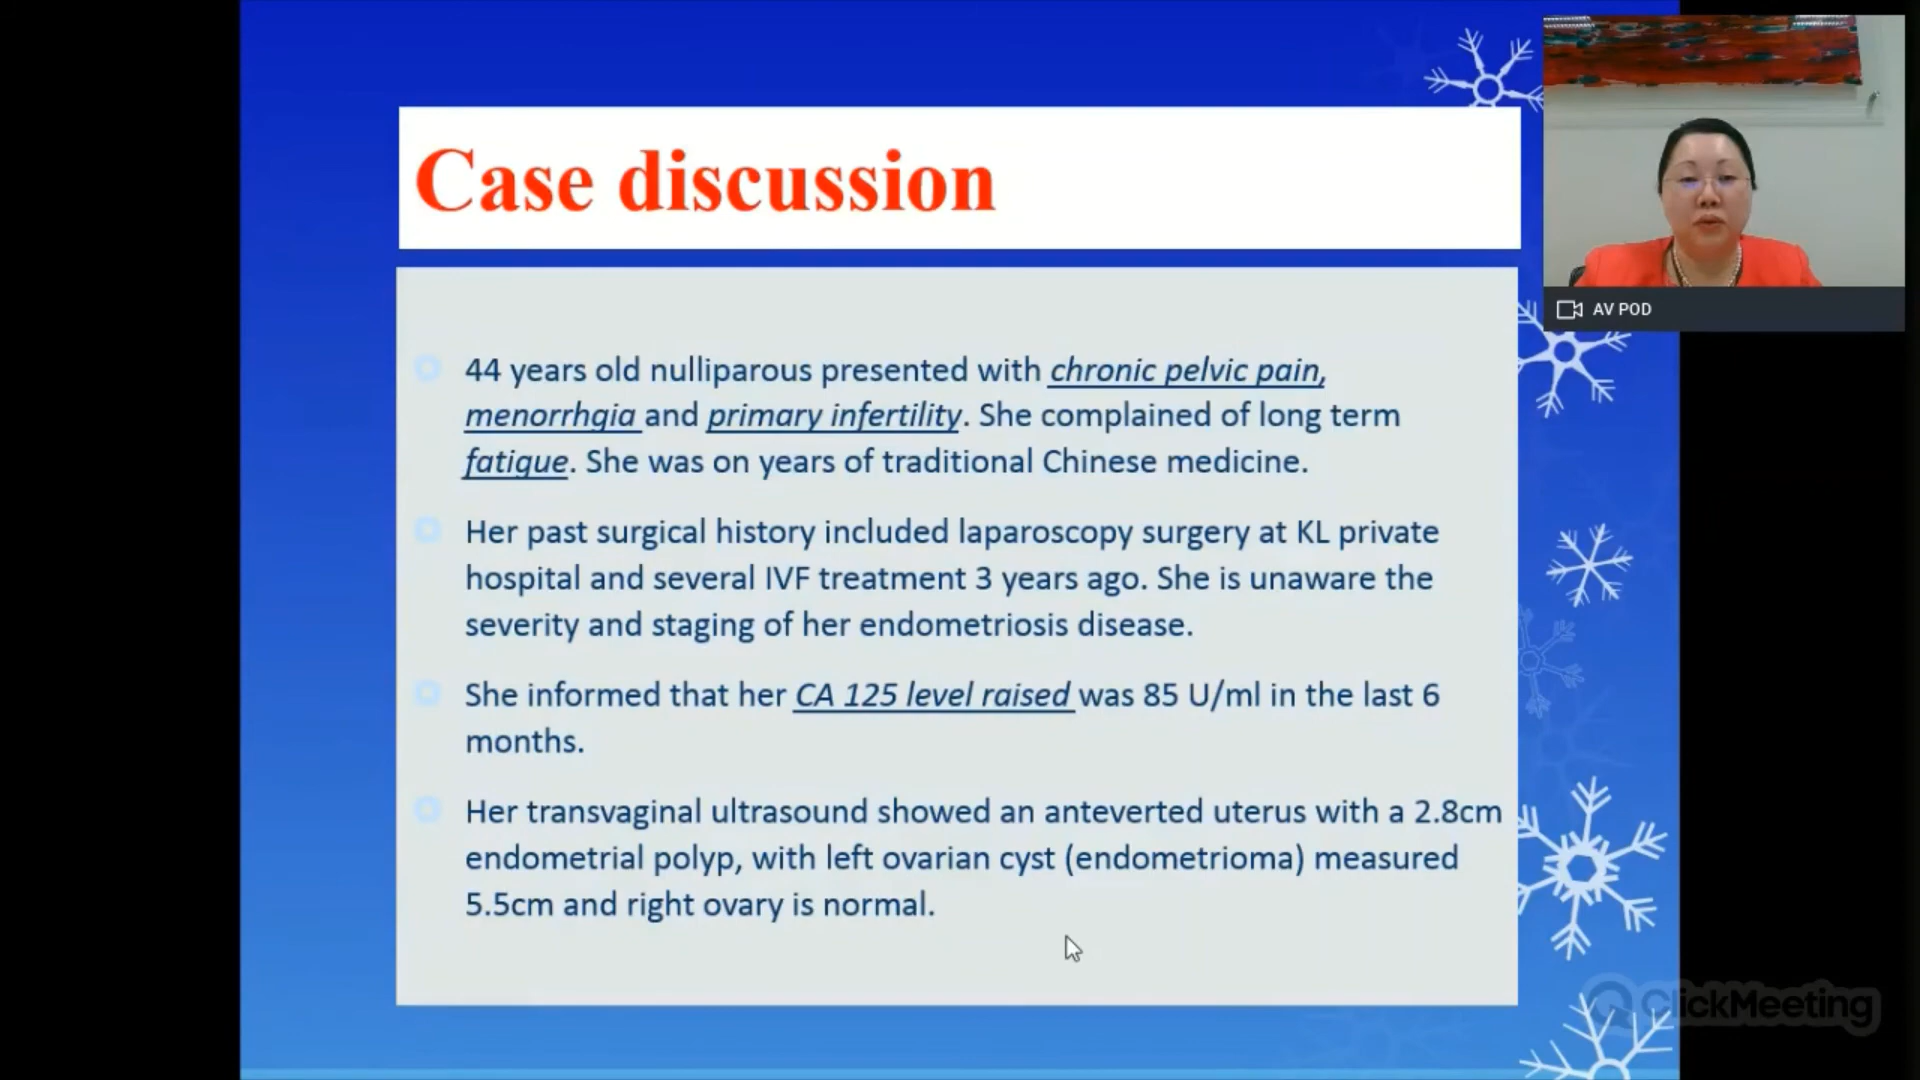 Case discussion
44 years old nulliparous presented with chronic pelvic pain,
menorrhgia and primary infertility. She complained of long term
fatigue. She was on years of traditional Chinese medicine.
Her past surgical history included laparoscopy surgery at KL private
hospital and several IVF treatment 3 years ago. She is unaware the
severity and staging of her endometriosis disease.
She informed that her CA 125 level raised was 85 U/ml in the last 6
months.
Her transvaginal ultrasound showed an anteverted uterus with a 2.8cm
endometrial polyp, with left ovarian cyst (endometrioma) measured
5.5cm and right ovary is normal.
AV POD
ClickMeeting